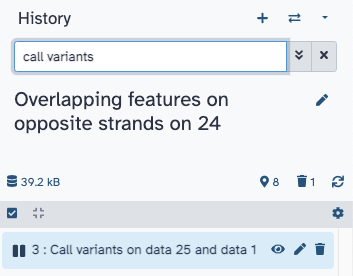 History
call variants
Overlapping features on
opposite strands on 24
39.2 kB
8
1
3 : Call variants on data 25 and data 1